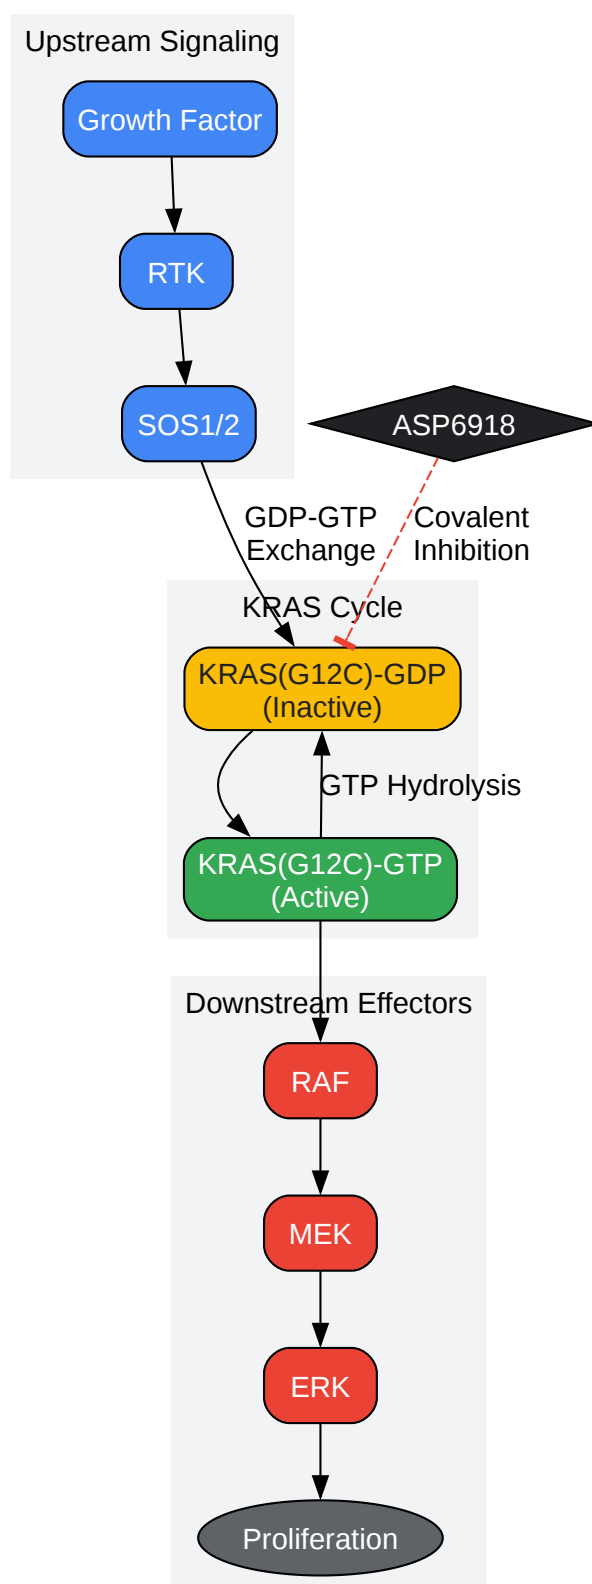 Upstream Signaling
Growth Factor
RTK
SOS1/2
ASP6918
GDP-GTP
Exchange
Covalent
Inhibition
KRAS Cycle
KRAS(G12C)-GDP
(Inactive)
GTP Hydrolysis
KRAS(G12C)-GTP
(Active)
Downstream Effectors
RAF
MEK
ERK
Proliferation